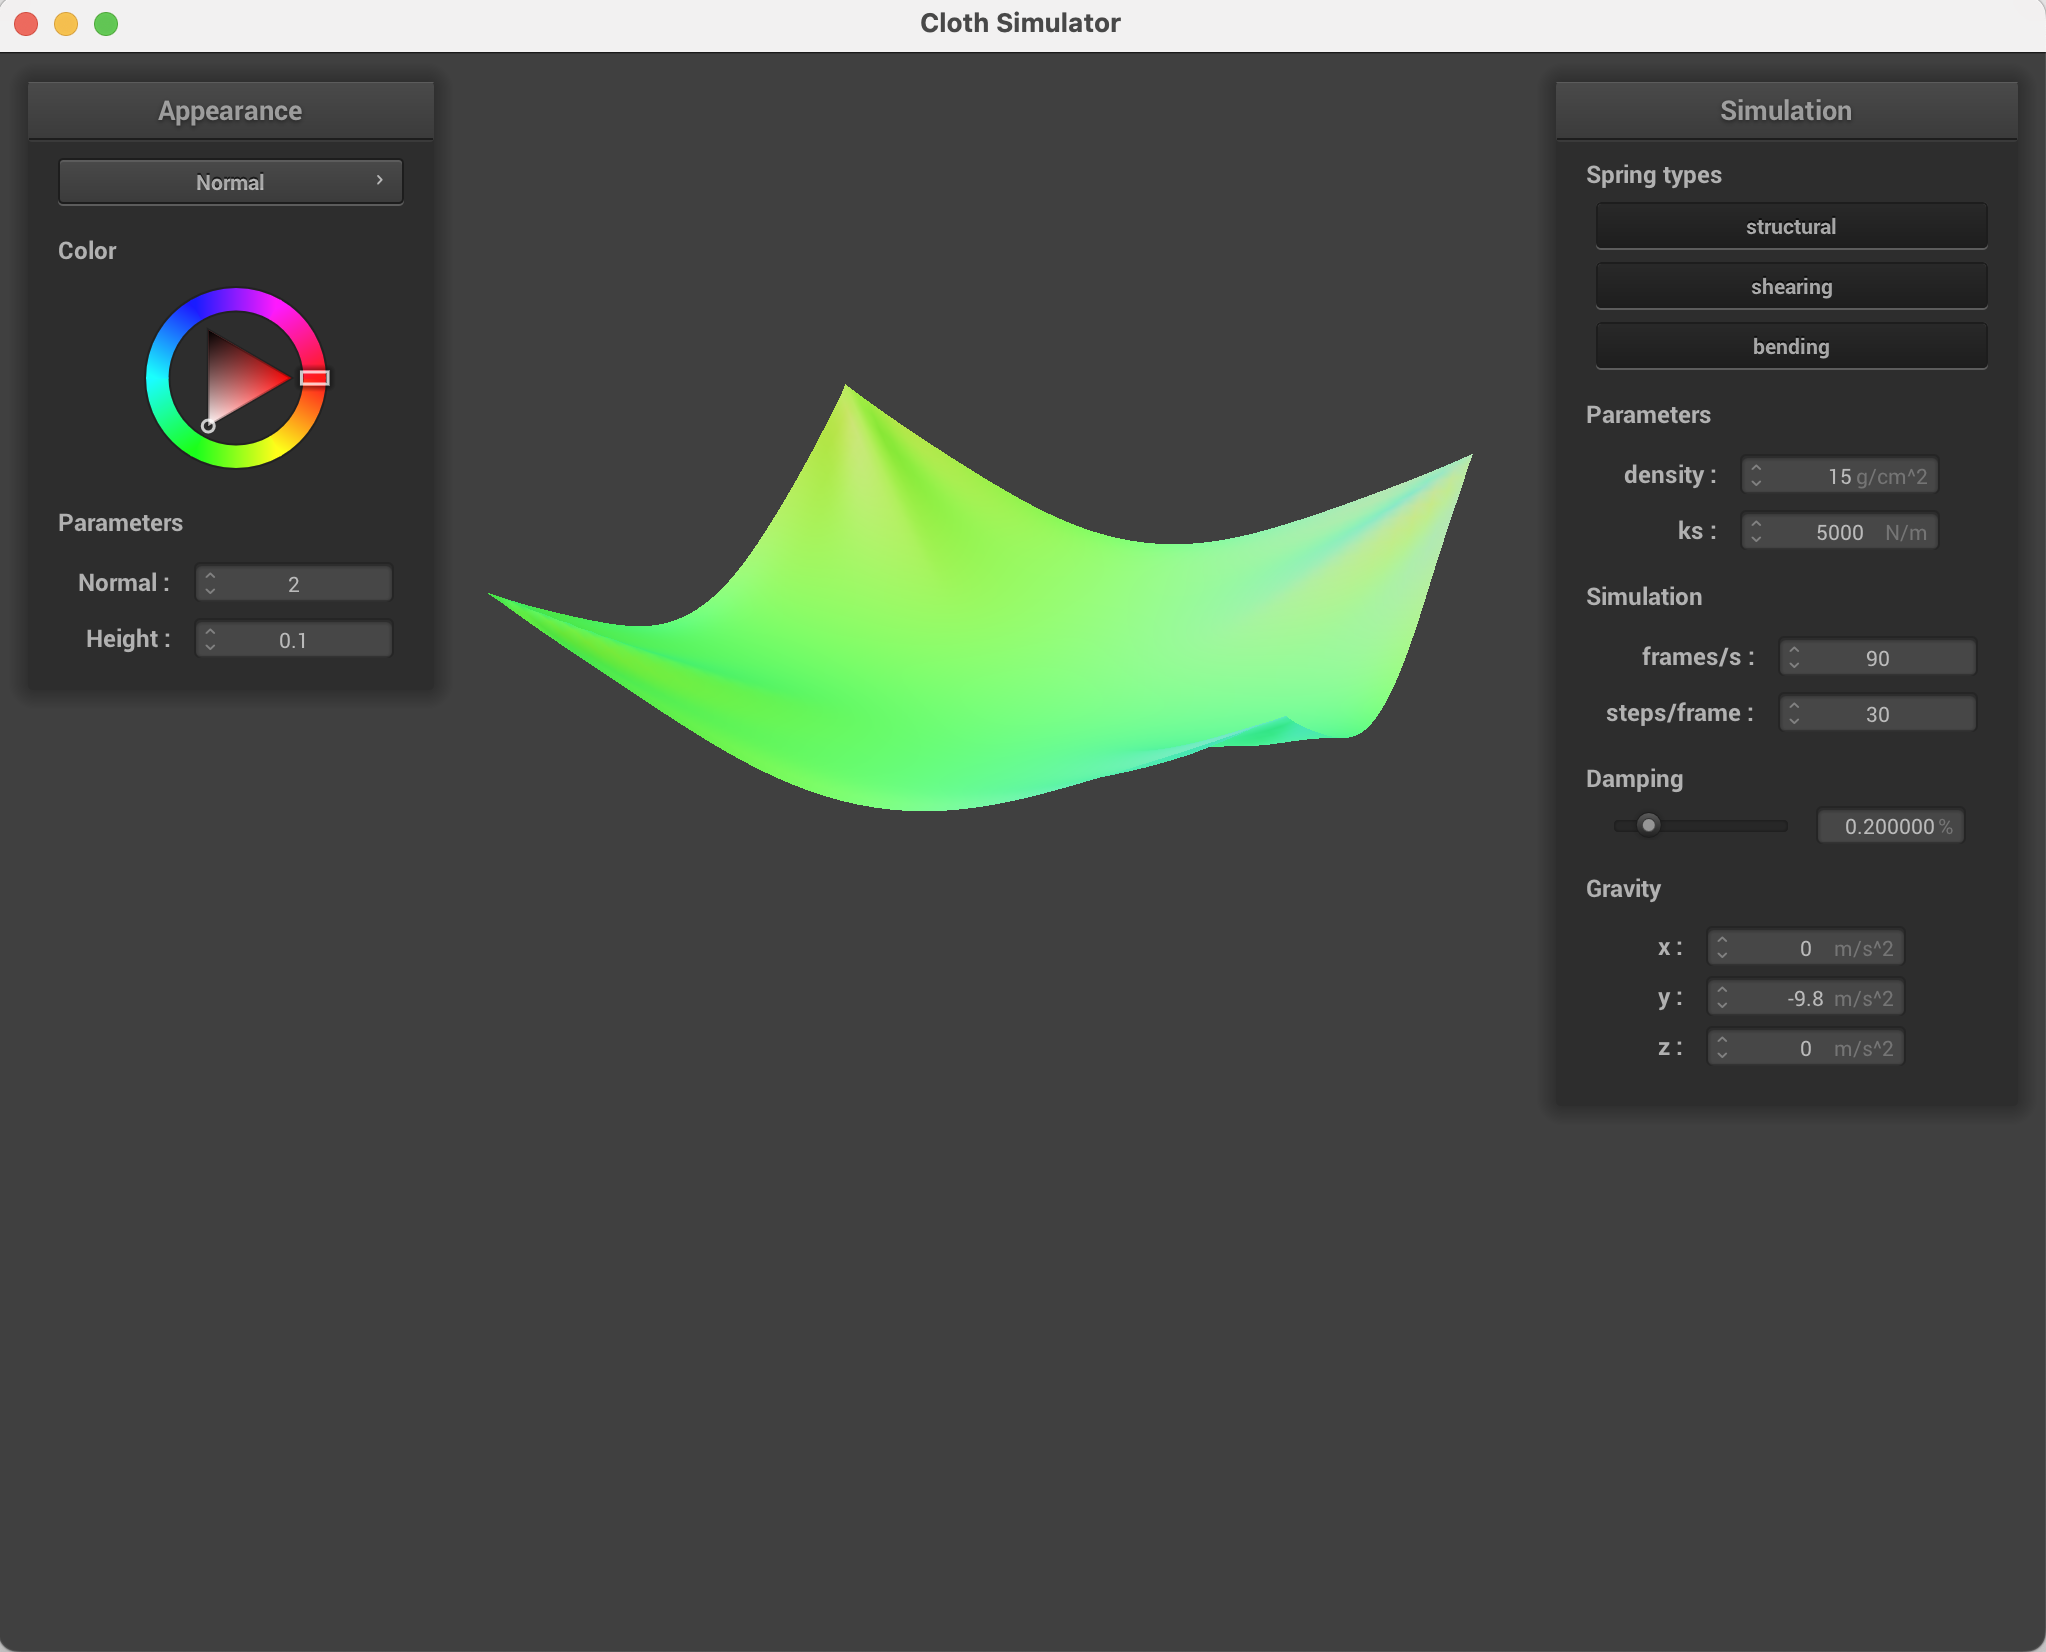 Cloth Simulator
Appearance
Normal
Color
Parameters
Normal : 2
Height : 0.1
Simulation
Spring types
structural
shearing
bending
Parameters
density : 15 g/cm^2
ks : 5000 N/m
Simulation
frames/s : 90
steps/frame : 30
Damping
0.200000 %
Gravity
x : 0 m/s^2
y : -9.8 m/s^2
z : 0 m/s^2